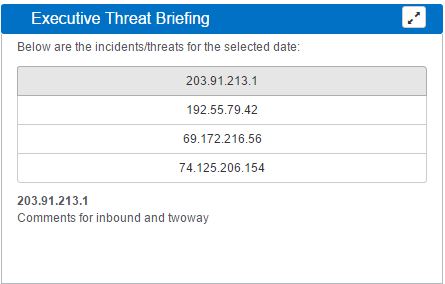 Executive Threat Briefing
Below are the incidents/threats for the selected date:
203.91.213.1
192.55.79.42
69.172.216.56
74.125.206.154
203.91.213.1
Comments for inbound and twoway